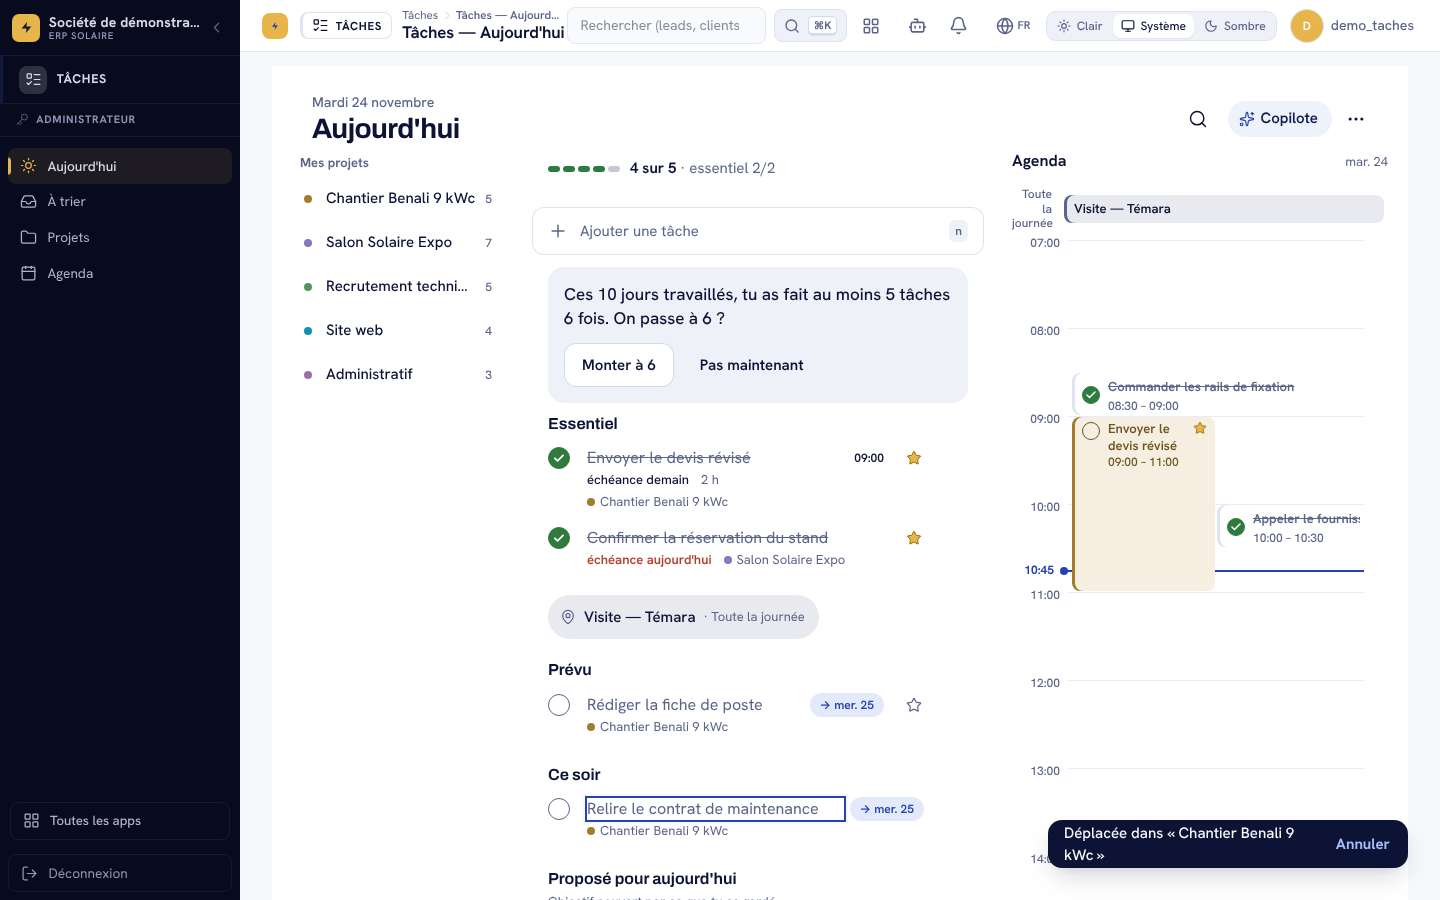 Société de démonstra...
ERP SOLAIRE
TÂCHES
ADMINISTRATEUR
Aujourd'hui
À trier
Projets
Agenda
Toutes les apps
Déconnexion
TÂCHES
Tâches
Tâches — Aujourd...
Tâches — Aujourd'hui
Rechercher (leads, clients
⌘K
FR
Clair
Système
Sombre
D
demo_taches
Mardi 24 novembre
Aujourd'hui
Copilote
Mes projets
Chantier Benali 9 kWc 5
Salon Solaire Expo 7
Recrutement techni... 5
Site web 4
Administratif 3
4 sur 5 · essentiel 2/2
Ajouter une tâche
n
Ces 10 jours travaillés, tu as fait au moins 5 tâches
6 fois. On passe à 6 ?
Monter à 6
Pas maintenant
Essentiel
Envoyer le devis révisé 09:00
échéance demain 2 h
Chantier Benali 9 kWc
Confirmer la réservation du stand
échéance aujourd'hui Salon Solaire Expo
Visite — Témara · Toute la journée
Prévu
Rédiger la fiche de poste → mer. 25
Chantier Benali 9 kWc
Ce soir
Relire le contrat de maintenance → mer. 25
Chantier Benali 9 kWc
Proposé pour aujourd'hui
Agenda mar. 24
Toute
la
journée
Visite — Témara
07:00
08:00
Commander les rails de fixation
08:30 – 09:00
09:00
Envoyer le
devis révisé
09:00 – 11:00
10:00
Appeler le fournis
10:00 – 10:30
10:45
11:00
12:00
13:00
14:
Déplacée dans « Chantier Benali 9
kWc »
Annuler